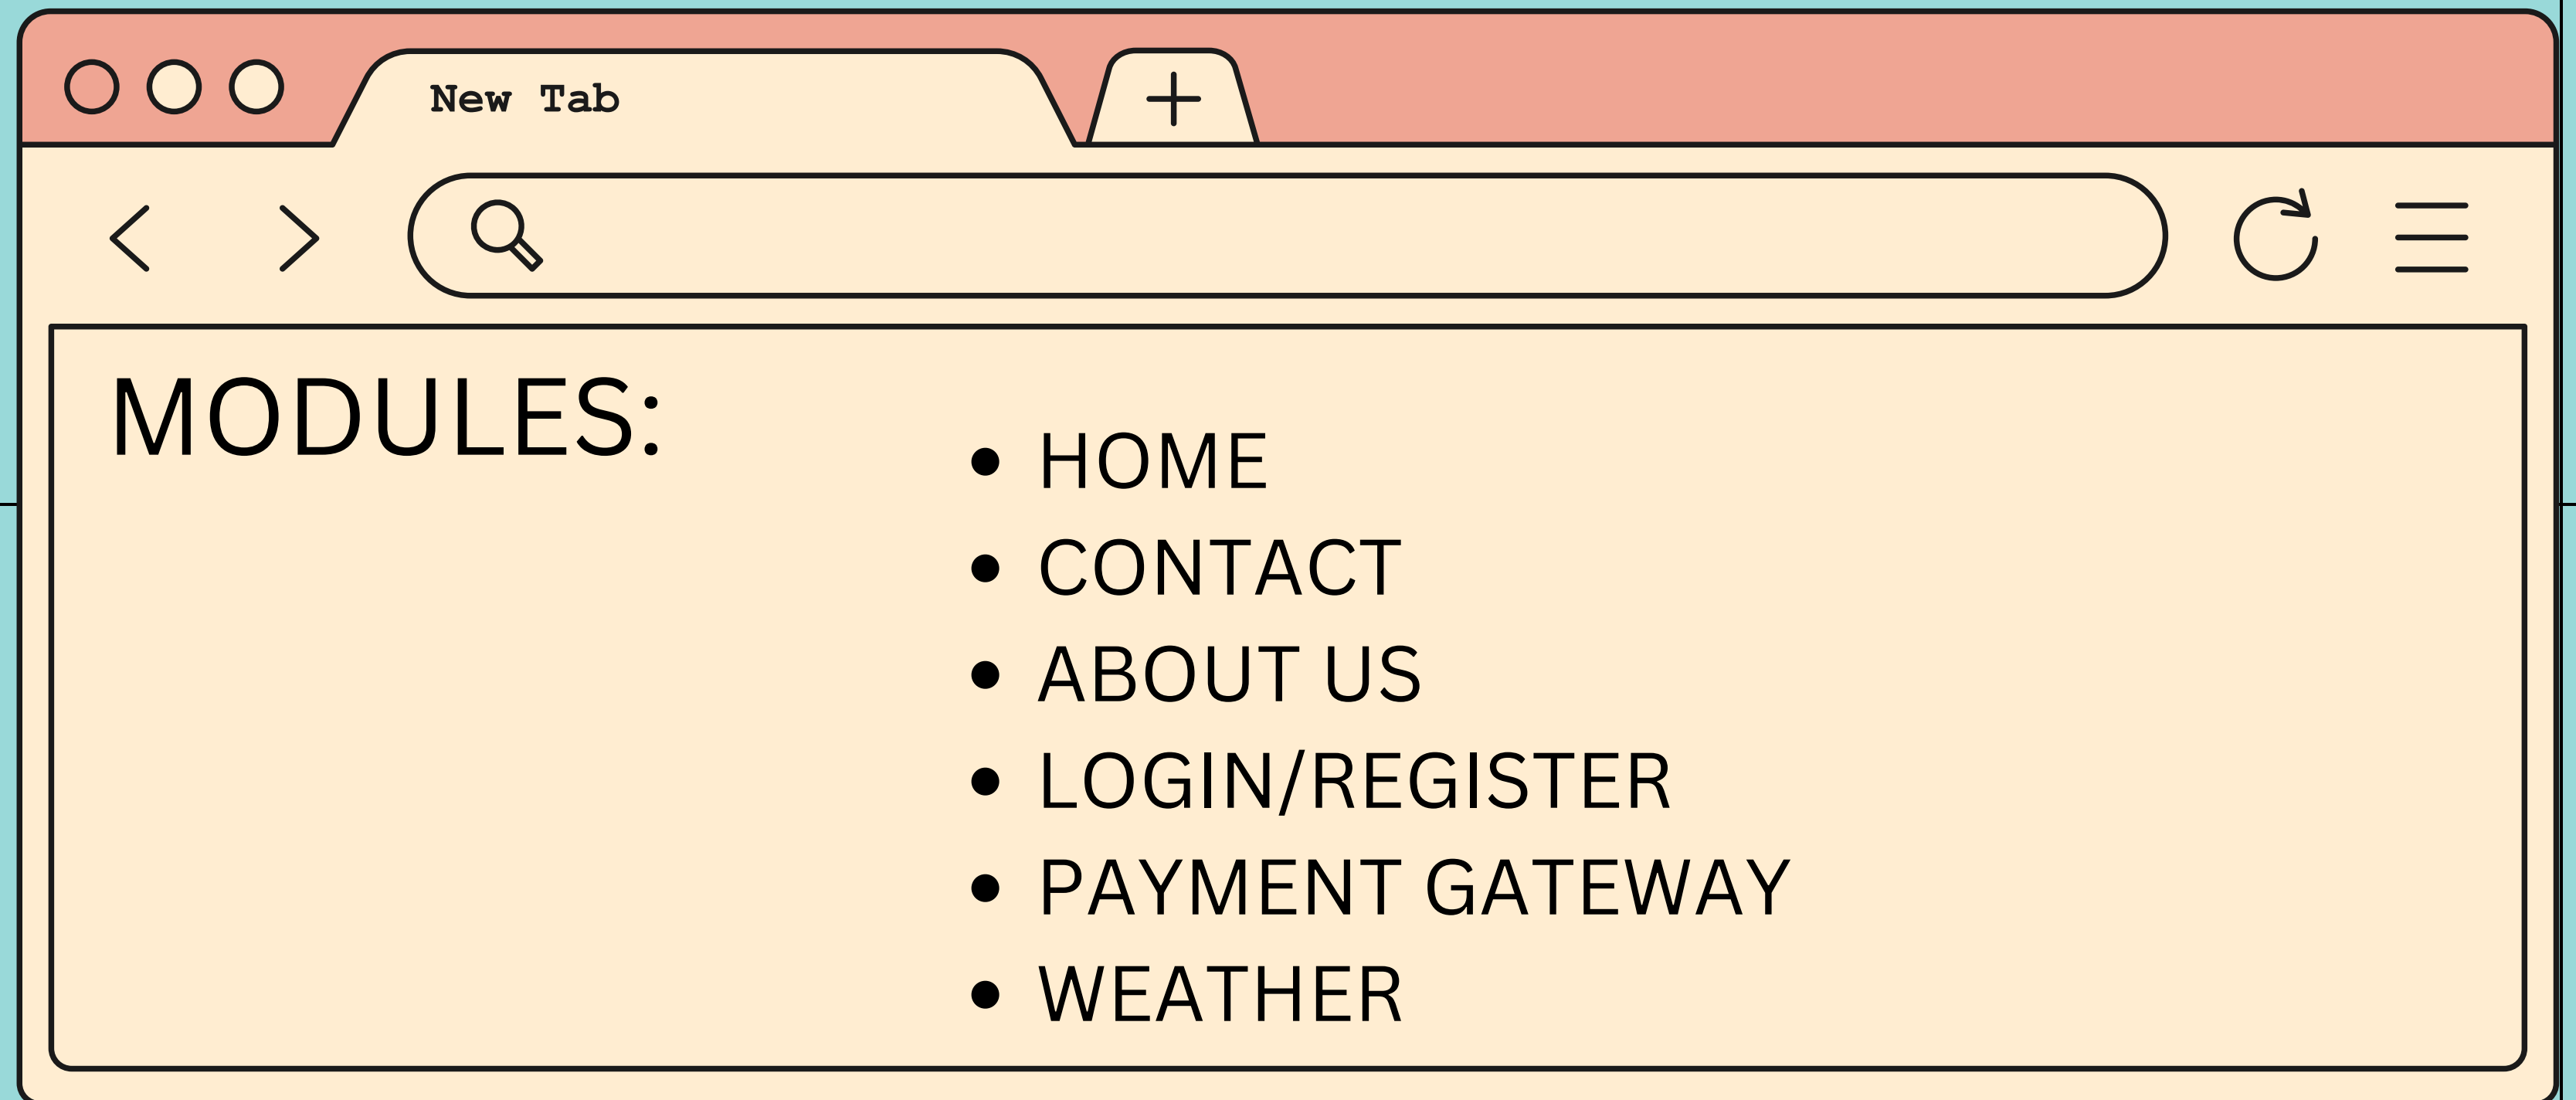 New Tab
MODULES:
• HOME
• CONTACT
• ABOUT US
• LOGIN/REGISTER
• PAYMENT GATEWAY
• WEATHER